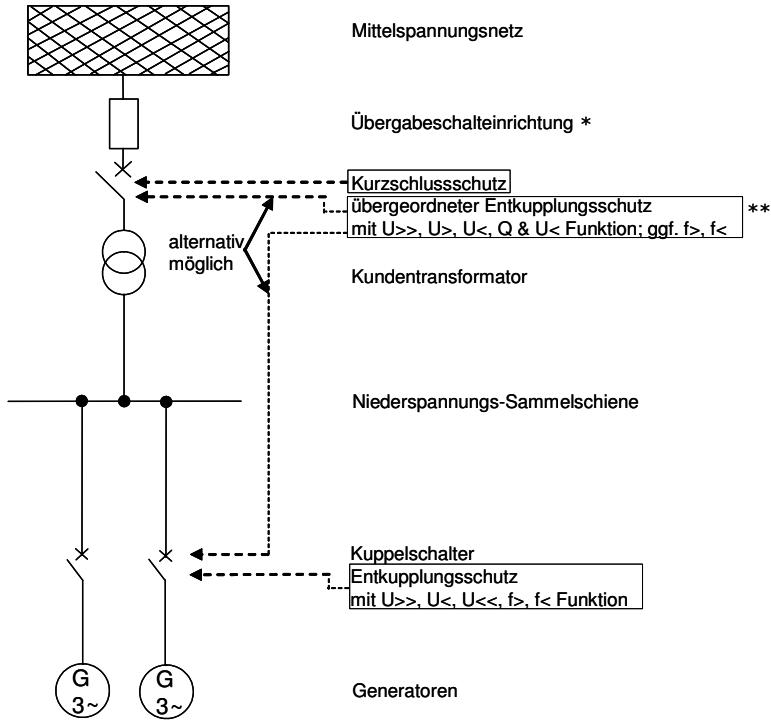 Mittelspannungsnetz
Übergabeschalteinrichtung *
Kurzschlussschutz
übergeordneter Entkupplungsschutz **
mit U>>, U>, U<, Q & U< Funktion; ggf. f>, f<
alternativ
möglich
Kundentransformator
Niederspannungs-Sammelschiene
Kuppelschalter
Entkupplungsschutz
mit U>>, U<, U<<, f>, f< Funktion
G
3~
G
3~
Generatoren